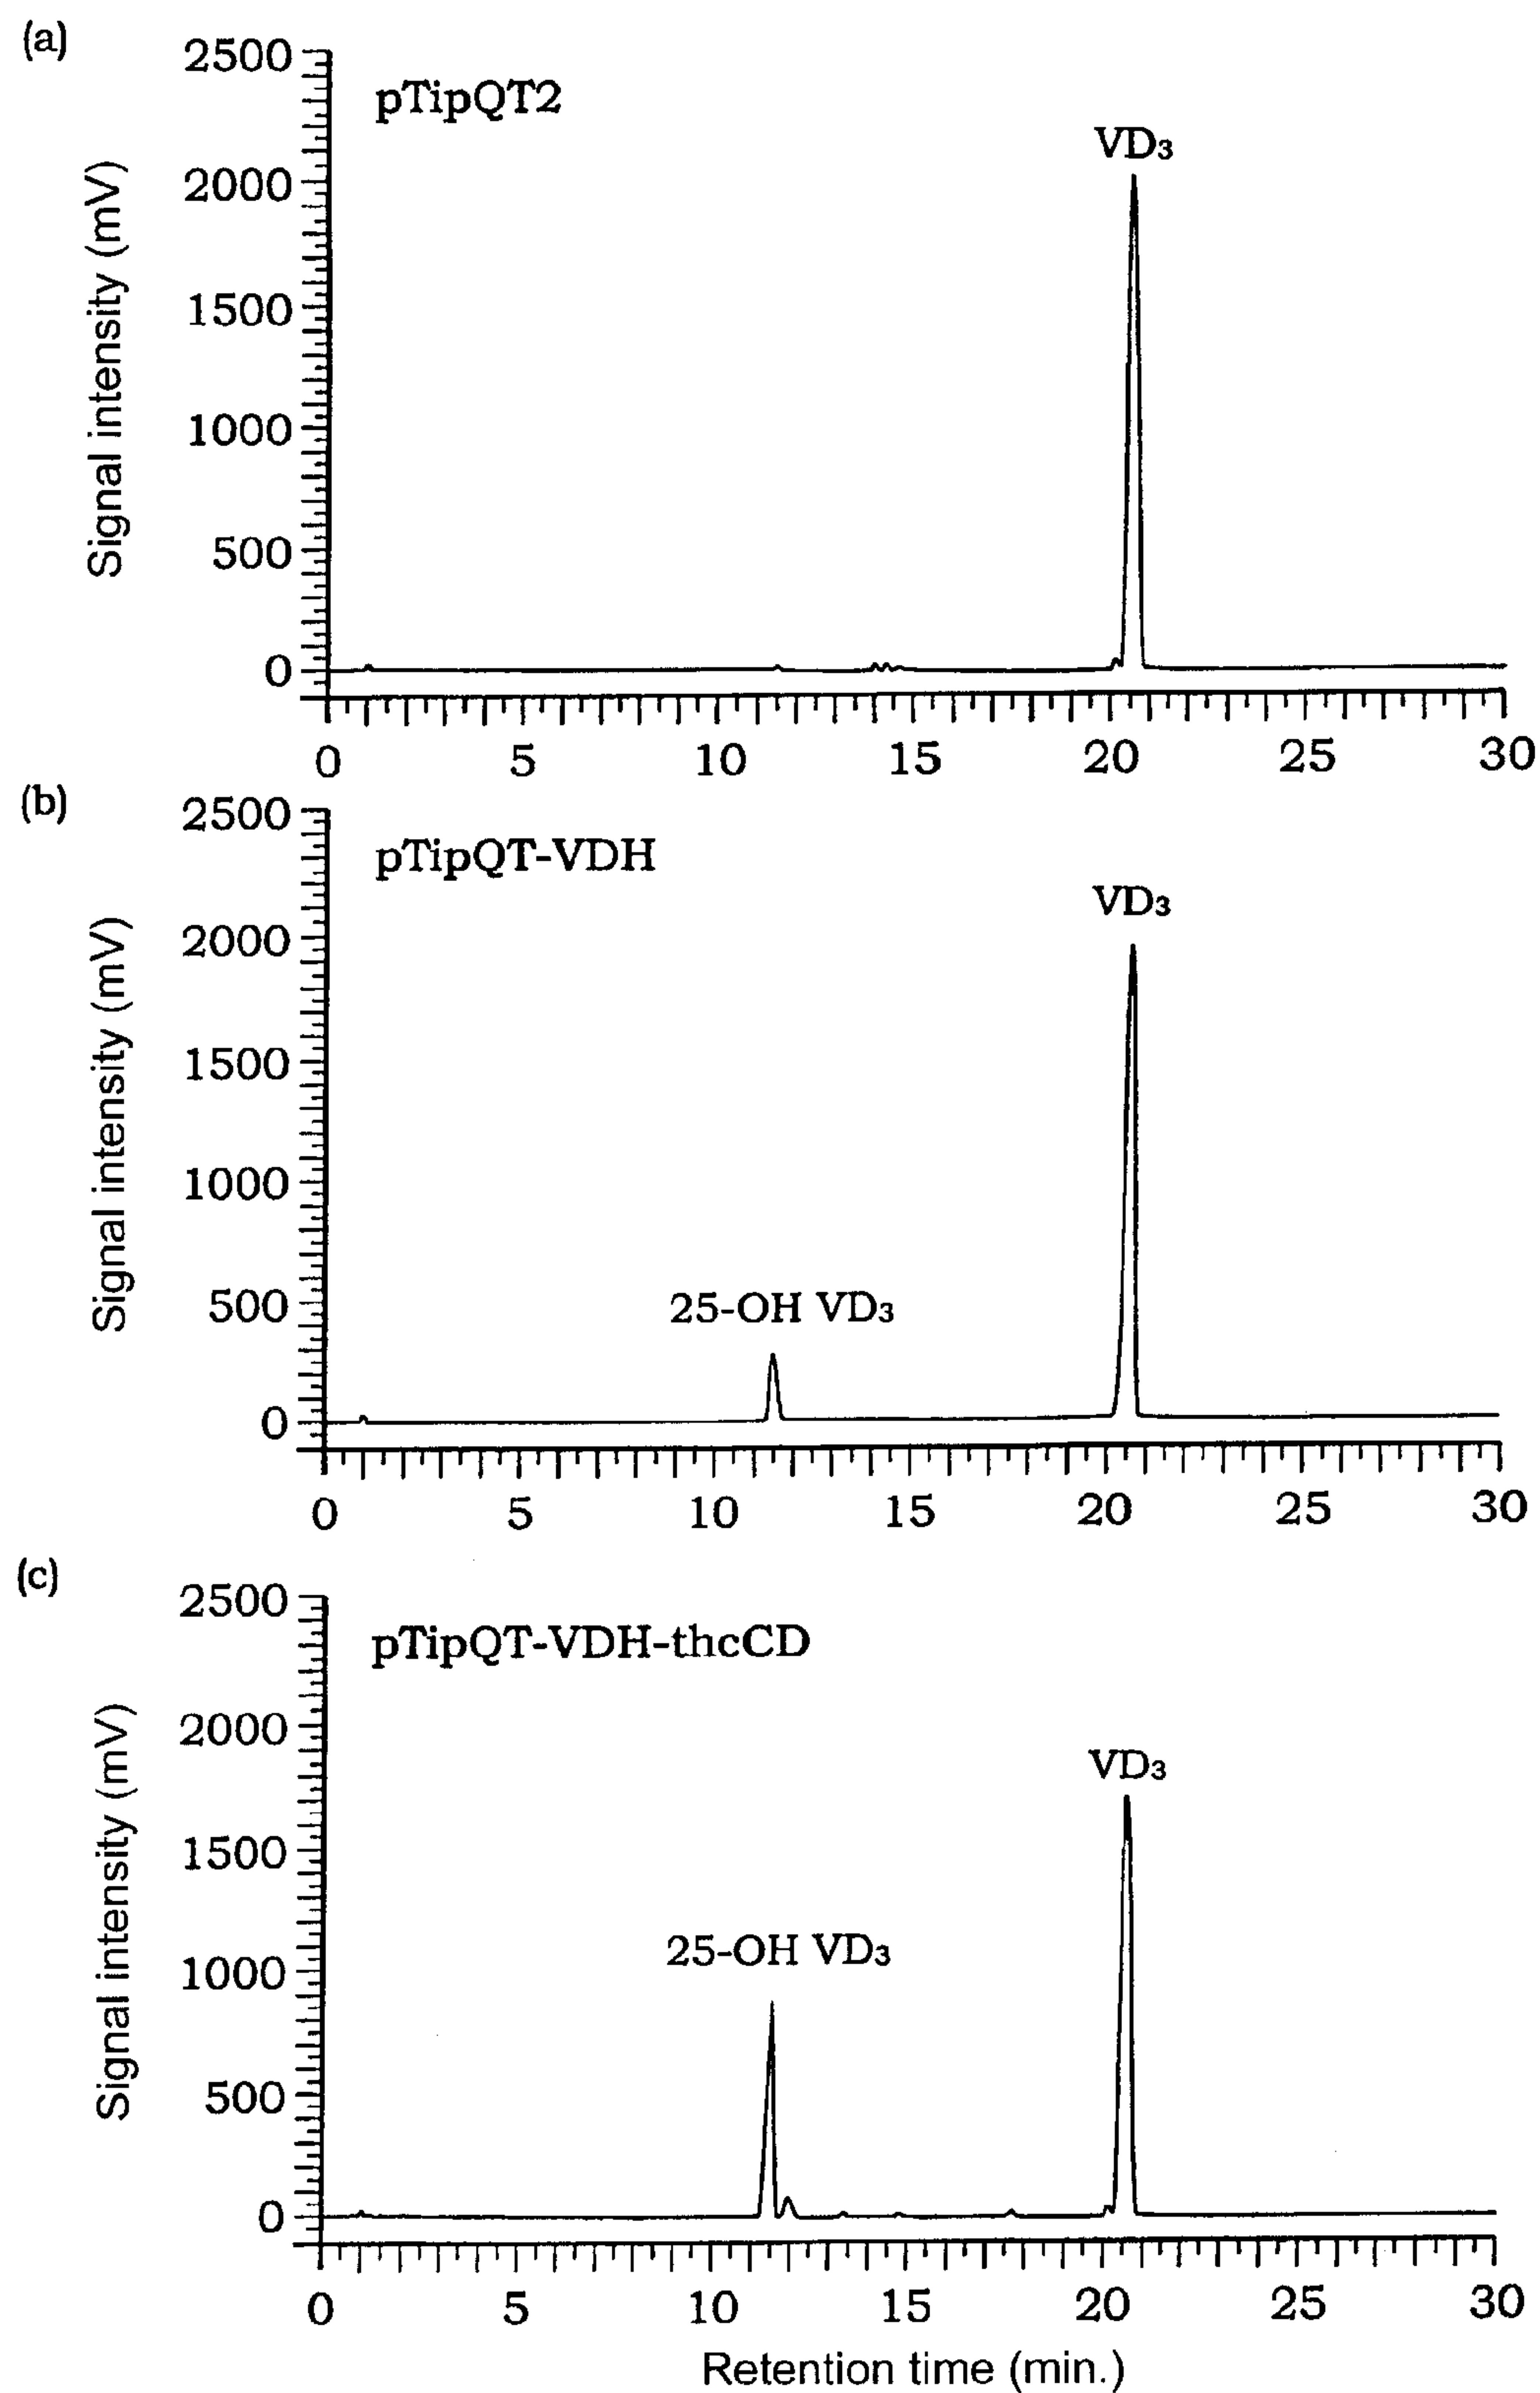 (a)
2500
pTipQT2
VD3
2000
1500
1000
500
0
Signal intensity (mV)
0 5 10 15 20 25 30
(b)
2500
pTipQT-VDH
VD3
2000
1500
1000
500
25-OH VD3
0
Signal intensity (mV)
0 5 10 15 20 25 30
(c)
2500
pTipQT-VDH-thcCD
2000
VD3
1500
25-OH VD3
1000
500
0
Signal intensity (mV)
0 5 10 15 20 25 30
Retention time (min.)